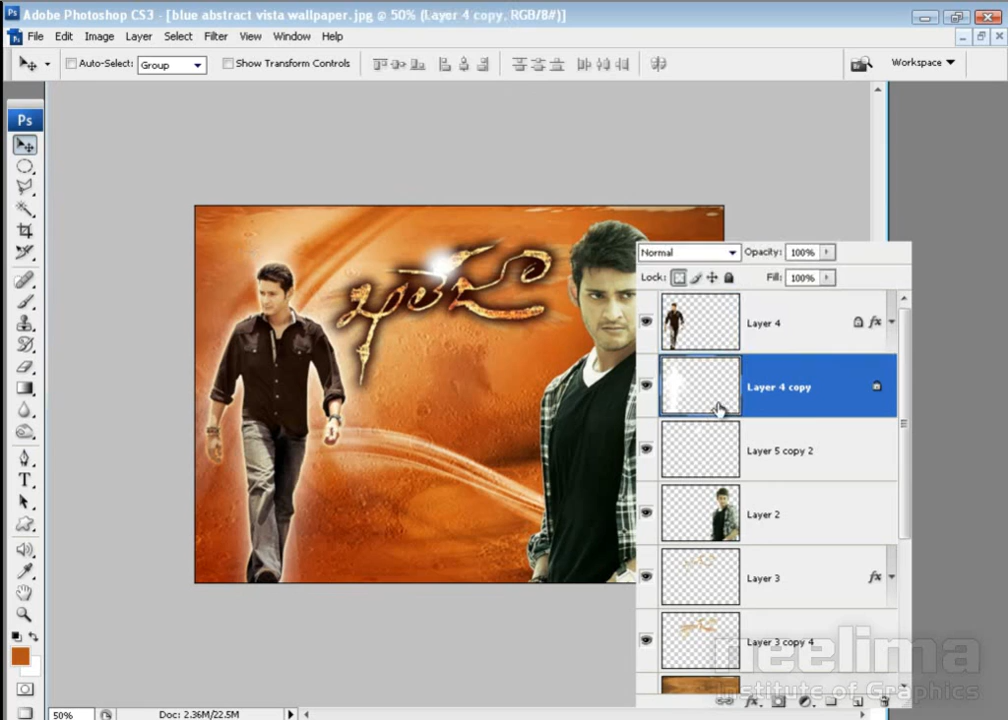 Adobe Photoshop CS3 - [blue abstract vista wallpaper.jpg @ 50% (Layer 4 copy, RGB/8#)]
File Edit Image Layer Select Filter View Window Help
Auto-Select: Group Show Transform Controls Workspace
Ps
ఖలేజా
Normal Opacity: 100%
Lock: Fill: 100%
Layer 4 fx
Layer 4 copy
Layer 5 copy 2
Layer 2
Layer 3 fx
Layer 3 copy 4
neelima
Institute of Graphics
50% Doc: 2.36M/22.5M